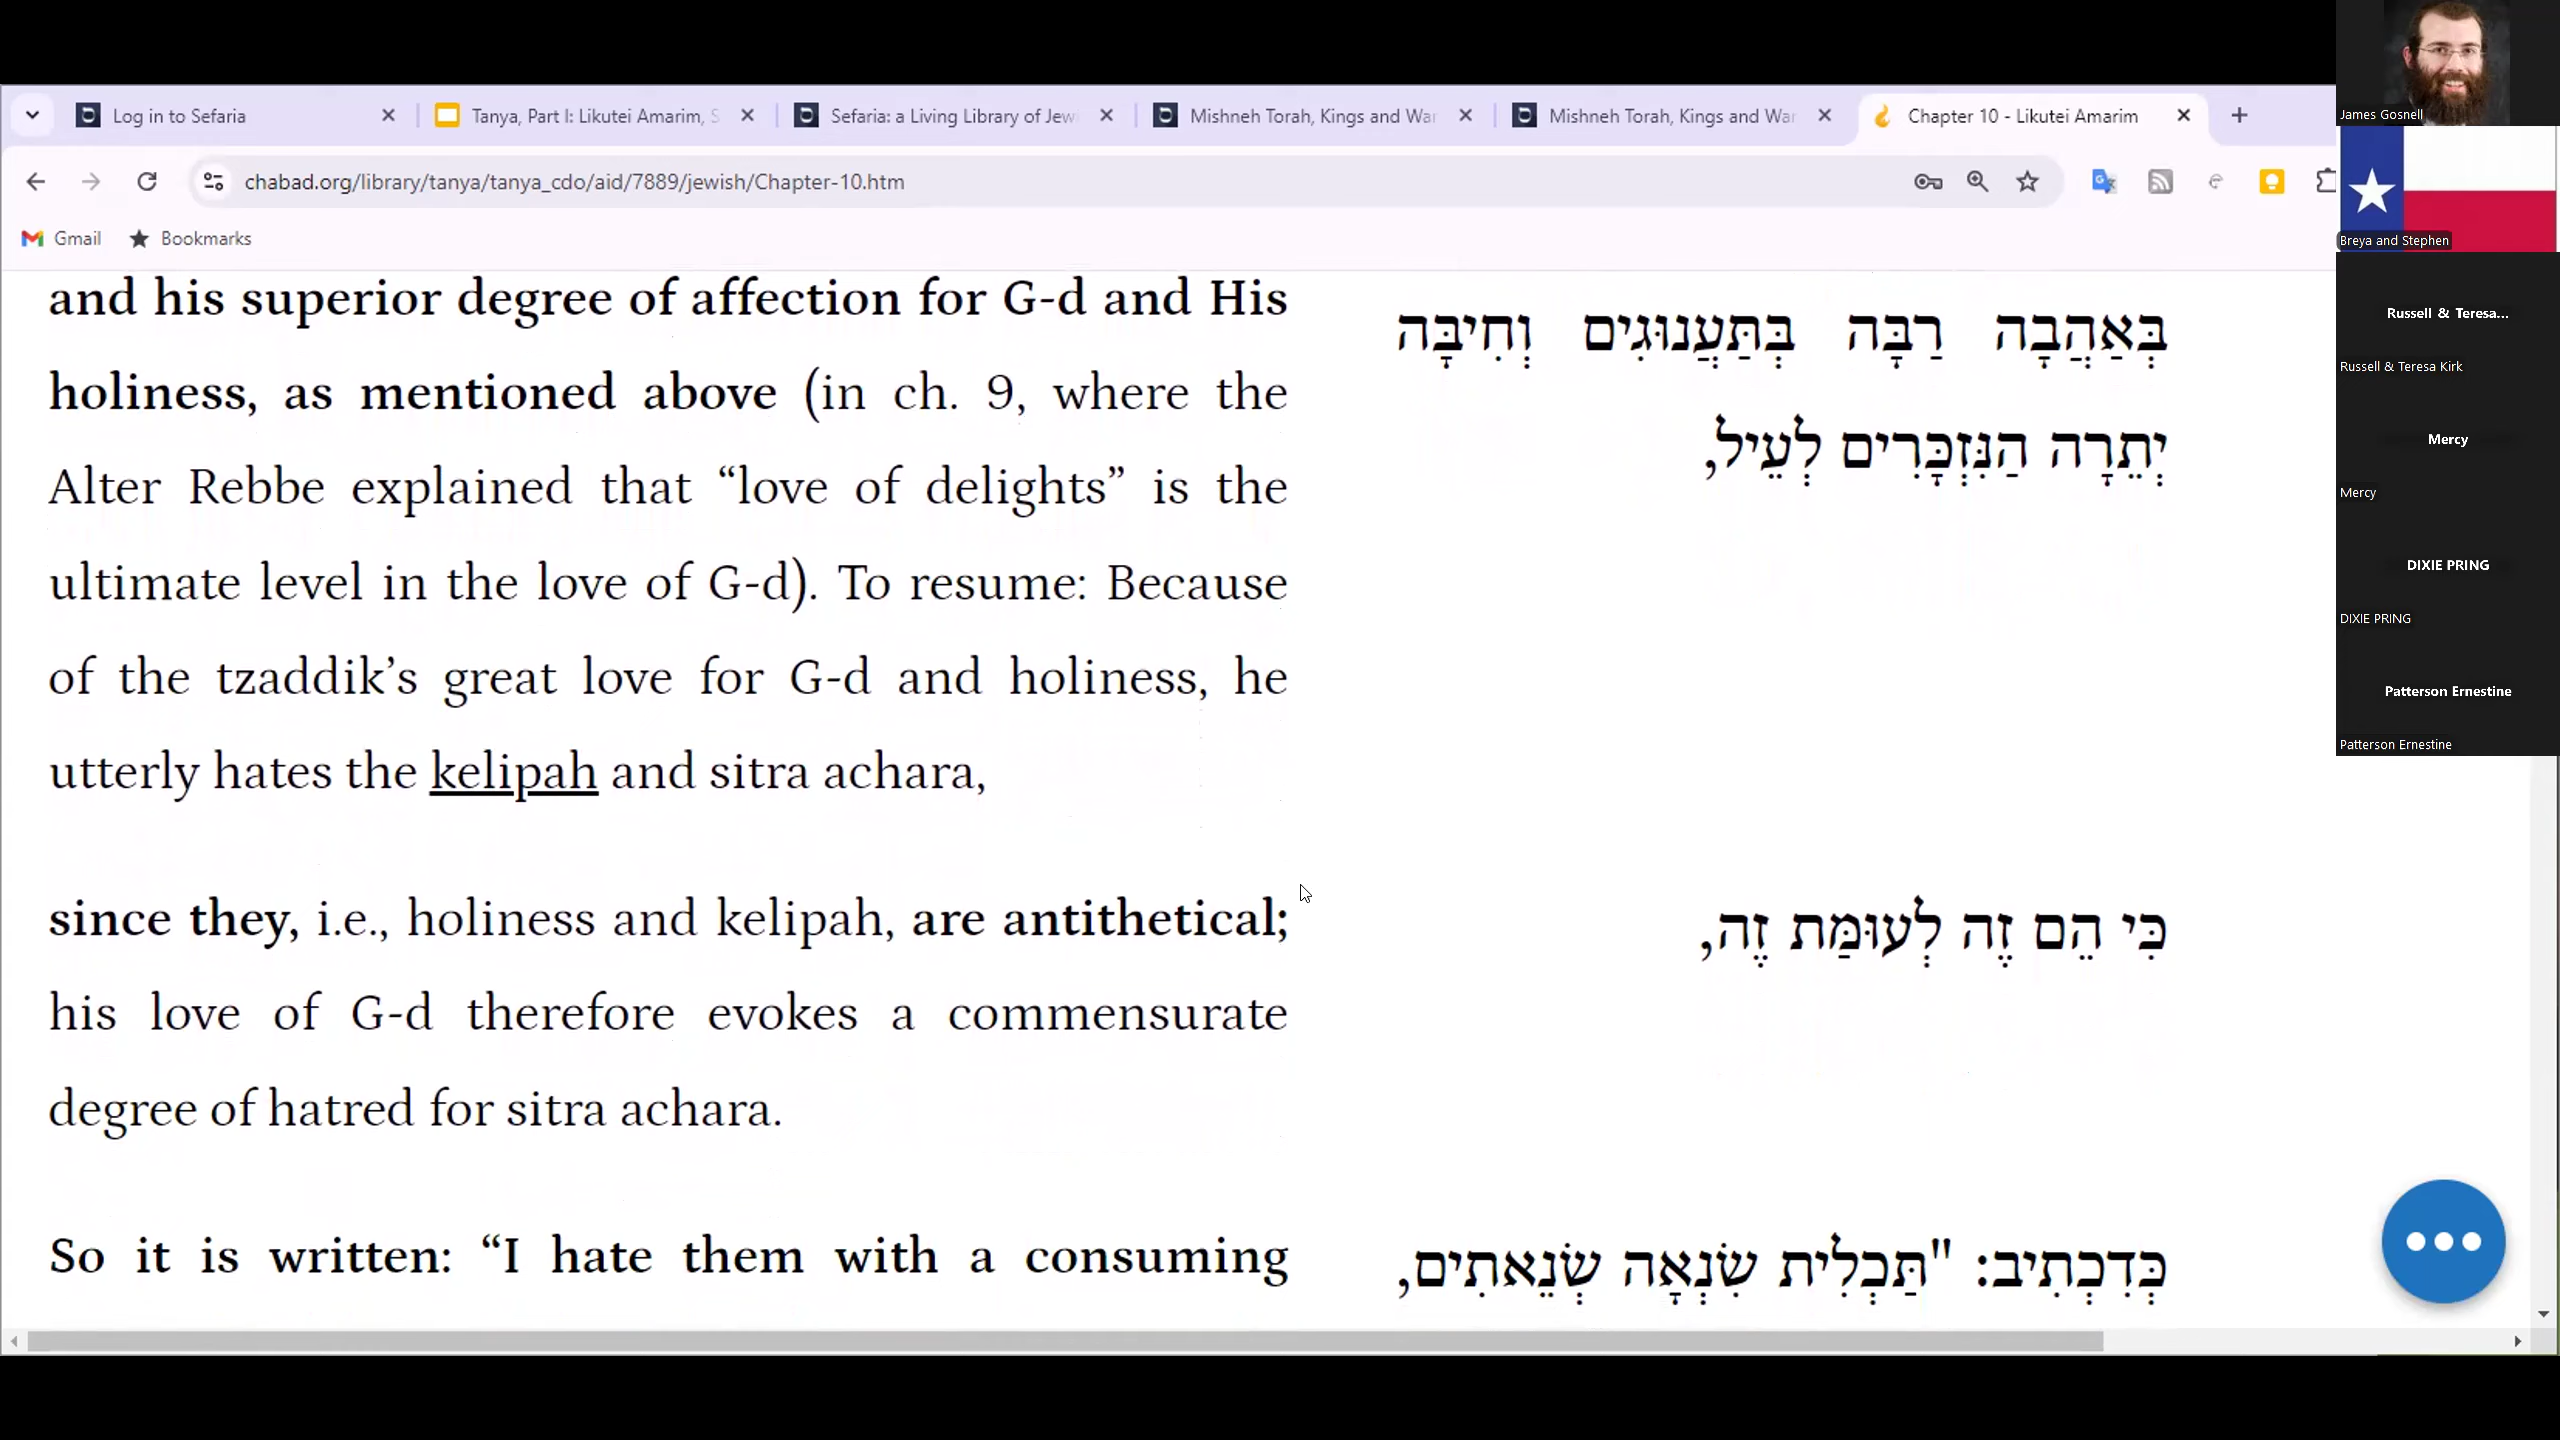 Log in to Sefaria
Tanya, Part I: Likutei Amarim, S
Sefaria: a Living Library of Jew
Mishneh Torah, Kings and War
Mishneh Torah, Kings and War
Chapter 10 - Likutei Amarim
chabad.org/library/tanya/tanya_cdo/aid/7889/jewish/Chapter-10.htm
Gmail
Bookmarks
and his superior degree of affection for G-d and His
holiness, as mentioned above (in ch. 9, where the
Alter Rebbe explained that “love of delights” is the
ultimate level in the love of G-d). To resume: Because
of the tzaddik’s great love for G-d and holiness, he
utterly hates the kelipah and sitra achara,
בְּאַהֲבָה רַבָּה בְּתַּעֲנוּגִים וְחִיבָּה
יְתֵרָה הַנִּזְכָּרִים לְעֵיל,
since they, i.e., holiness and kelipah, are antithetical;
his love of G-d therefore evokes a commensurate
degree of hatred for sitra achara.
כִּי הֵם זֶה לְעוּמַּת זֶה,
So it is written: “I hate them with a consuming
כְּדִכְתִיב: "תַּכְלִית שִׂנְאָה שְׂנֵאתִים,
James Gosnell
Breya and Stephen
Russell & Teresa...
Russell & Teresa Kirk
Mercy
Mercy
DIXIE PRING
DIXIE PRING
Patterson Ernestine
Patterson Ernestine